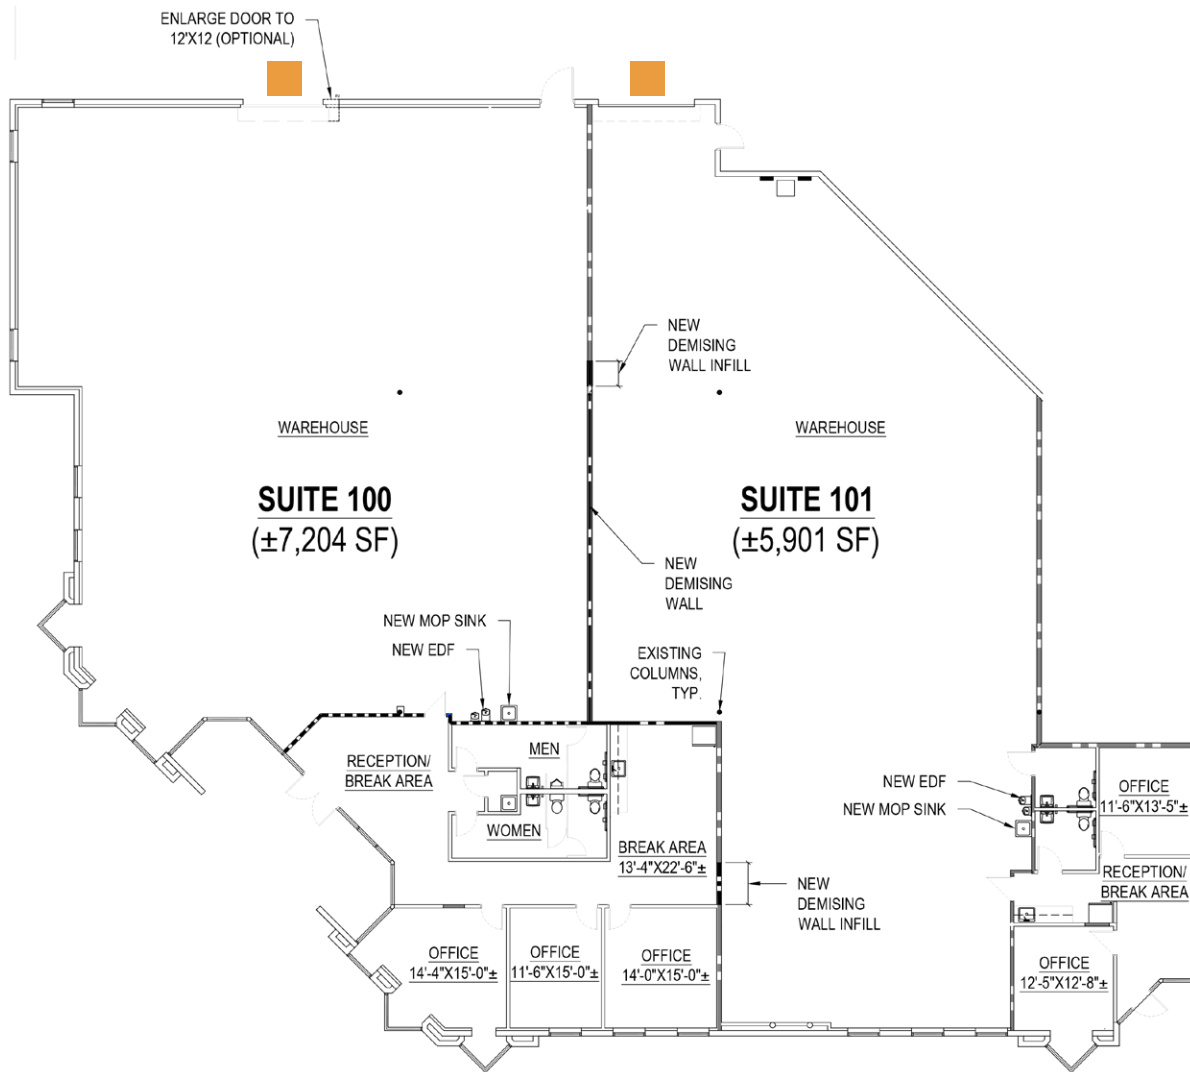 ENLARGE DOOR TO
12'X12 (OPTIONAL)
NEW
DEMISING
WALL INFILL
WAREHOUSE
WAREHOUSE
SUITE 100
(±7,204 SF)
SUITE 101
(±5,901 SF)
NEW
DEMISING
WALL
NEW MOP SINK
NEW EDF
EXISTING
COLUMNS,
TYP.
RECEPTION/
BREAK AREA
MEN
WOMEN
BREAK AREA
13'-4"X22'-6"±
NEW EDF
NEW MOP SINK
OFFICE
11'-6"X13'-5"±
RECEPTION/
BREAK AREA
NEW
DEMISING
WALL INFILL
OFFICE
14'-4"X15'-0"±
OFFICE
11'-6"X15'-0"±
OFFICE
14'-0"X15'-0"±
OFFICE
12'-5"X12'-8"±